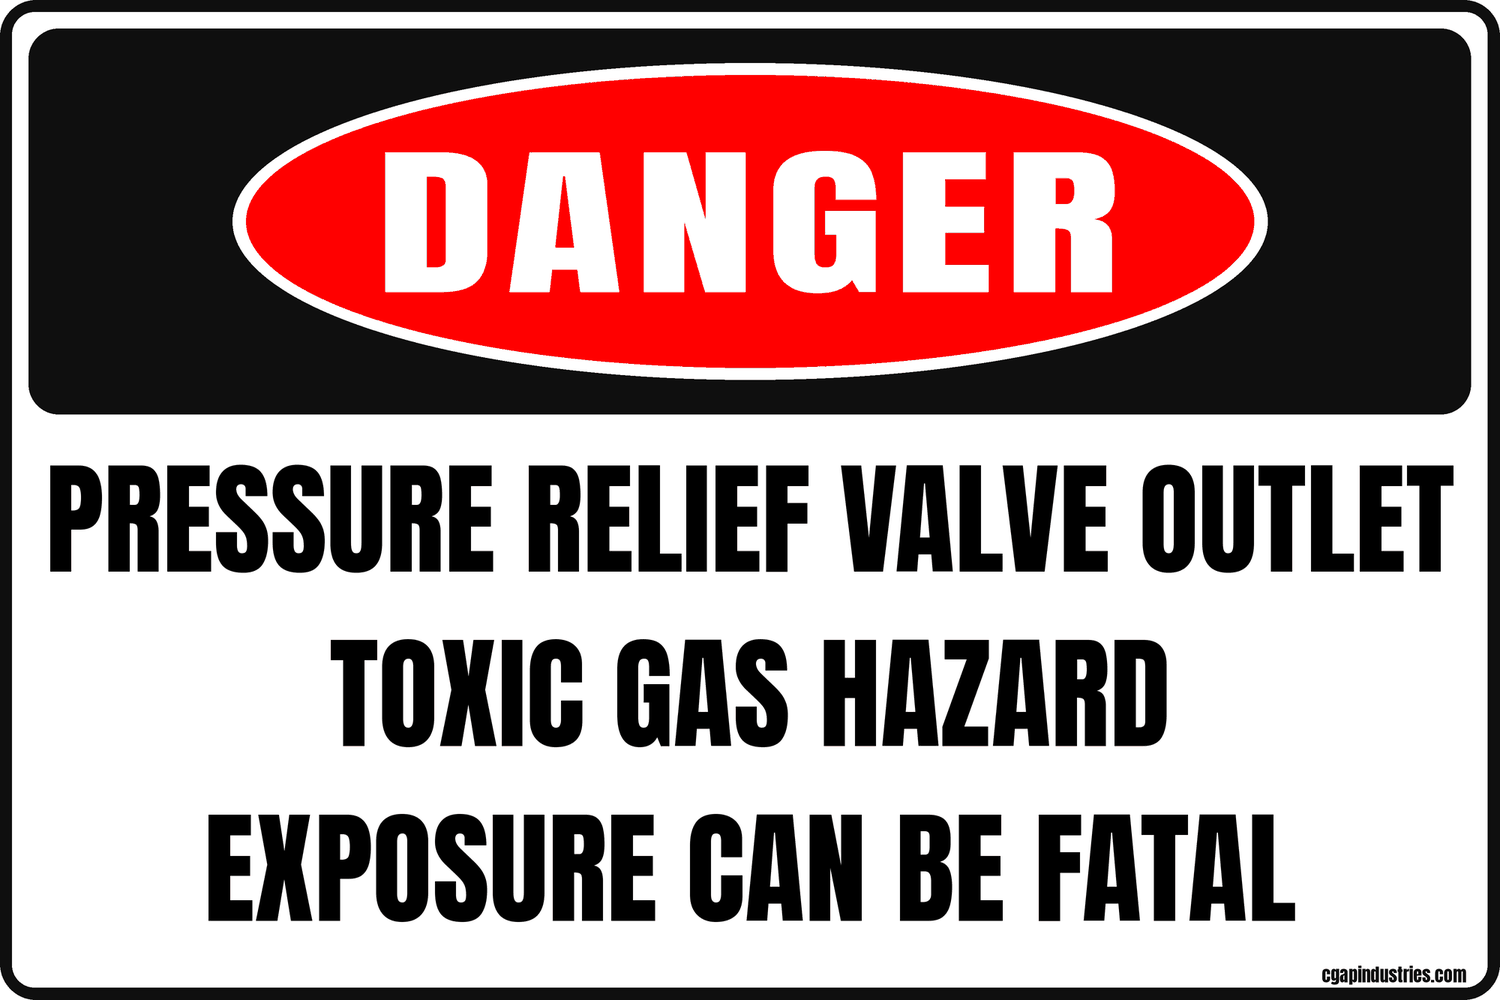 DANGER
PRESSURE RELIEF VALVE OUTLET
TOXIC GAS HAZARD
EXPOSURE CAN BE FATAL
cgapindustries.com